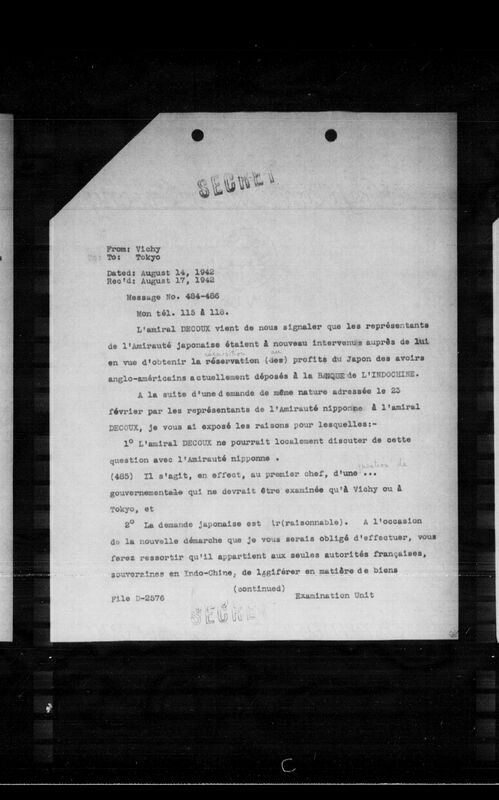 SECRET
From: Vichy
To: Tokyo
Dated: August 14, 1942
Rec'd: August 17, 1942
Message No. 484-486
Mon tél. 115 à 118.
L'amiral DECOUX vient de nous signaler que les représentants
de l'Amirauté japonaise étaient à nouveau intervenus auprès de lui
en vue d'obtenir la réservation (des) profits du Japon des avoirs
anglo-américains actuellement déposés à la BANQUE de L'INDOCHINE.
A la suite d'une demande de même nature adressée le 23
février par les représentants de l'Amirauté nipponne à l'amiral
DECOUX, je vous ai exposé les raisons pour lesquelles:-
1° L'amiral DECOUX ne pourrait localement discuter de cette
question avec l'Amirauté nipponne .
question de
(485) Il s'agit, en effet, au premier chef, d'une ...
gouvernementale qui ne devrait être examinée qu'à Vichy ou à
Tokyo, et
2° La demande japonaise est ir(raisonnable). A l'occasion
de la nouvelle démarche que je vous serais obligé d'effectuer, vous
ferez ressortir qu'il appartient aux seules autorités françaises,
souveraines en Indo-Chine, de légiférer en matière de biens
(continued)
File D-2576 Examination Unit
SECRET
C